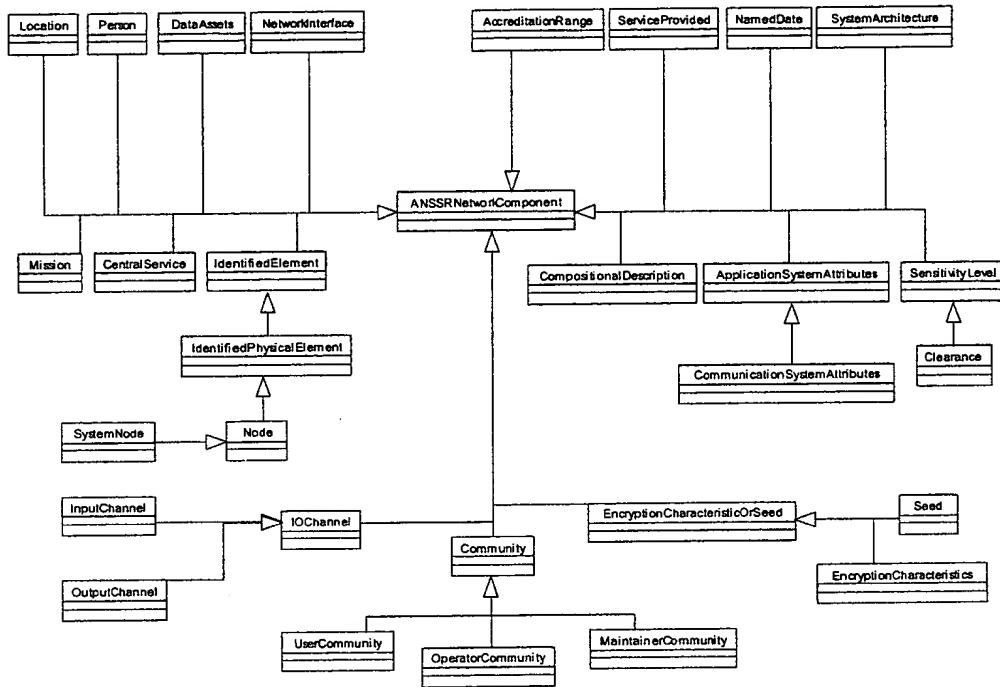 Location
Person
DataAssets
NetworkInterface
AccreditationRange
ServiceProvided
NamedDate
SystemArchitecture
ANSSRNetworkComponent
Mission
CentralService
IdentifiedElement
CompositionalDescription
ApplicationSystemAttributes
SensitivityLevel
IdentifiedPhysicalElement
Clearance
CommunicationSystemAttributes
SystemNode
Node
InputChannel
IOChannel
EncryptionCharacteristicOrSeed
Seed
Community
EncryptionCharacteristics
OutputChannel
UserCommunity
OperatorCommunity
MaintainerCommunity